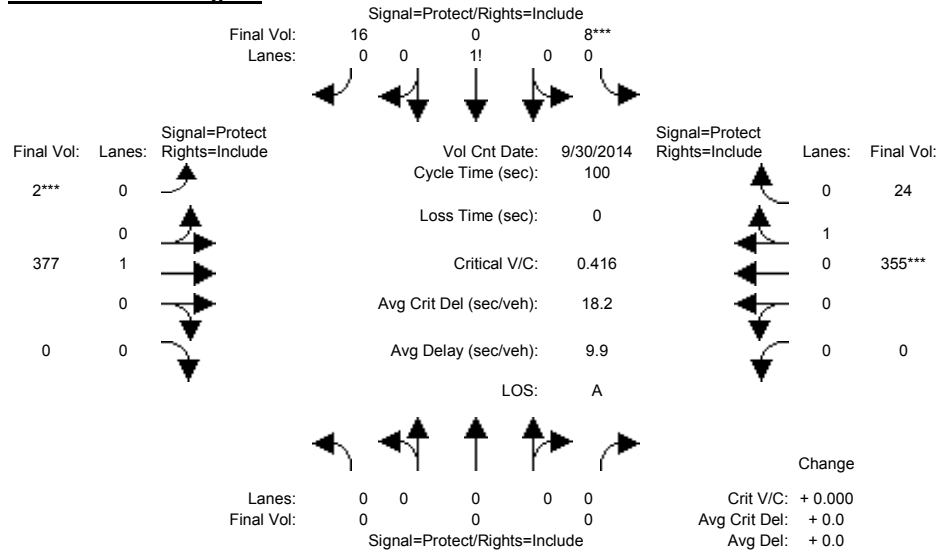 Signal=Protect/Rights=Include
Final Vol: 16 0 8***
Lanes: 0 0 1! 0 0
Signal=Protect Signal=Protect
Final Vol: Lanes: Rights=Include Vol Cnt Date: 9/30/2014 Rights=Include Lanes: Final Vol:
Cycle Time (sec): 100
2*** 0 0 24
Loss Time (sec): 0
0 1
377 1 Critical V/C: 0.416 0 355***
0 Avg Crit Del (sec/veh): 18.2 0
0 0 Avg Delay (sec/veh): 9.9 0 0
LOS: A
Change
Lanes: 0 0 0 0 0 Crit V/C: + 0.000
Final Vol: 0 0 0 Avg Crit Del: + 0.0
Signal=Protect/Rights=Include Avg Del: + 0.0